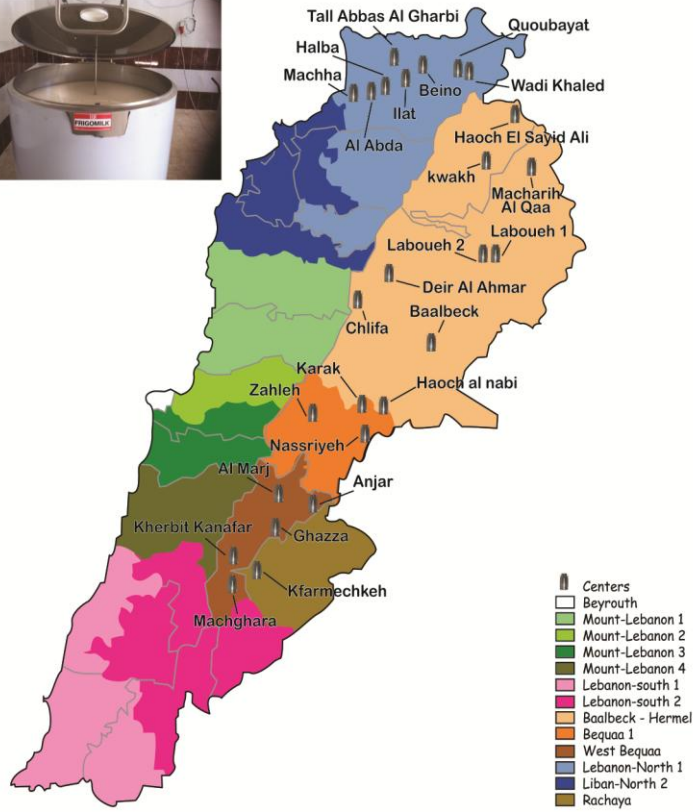 FRIGOMILK
Tall Abbas Al Gharbi
Quoubayat
Halba
Machha
Beino
Wadi Khaled
Ilat
Al Abda
Haoch El Sayid Ali
kwakh
Macharih
Al Qaa
Laboueh 2
Laboueh 1
Deir Al Ahmar
Chlifa
Baalbeck
Karak
Haoch al nabi
Zahleh
Nassriyeh
Al Marj
Anjar
Kherbit Kanafar
Ghazza
Kfarmechkeh
Machghara
Centers
Beyrouth
Mount-Lebanon 1
Mount-Lebanon 2
Mount-Lebanon 3
Mount-Lebanon 4
Lebanon-south 1
Lebanon-south 2
Baalbeck - Hermel
Bequaa 1
West Bequaa
Lebanon-North 1
Liban-North 2
Rachaya